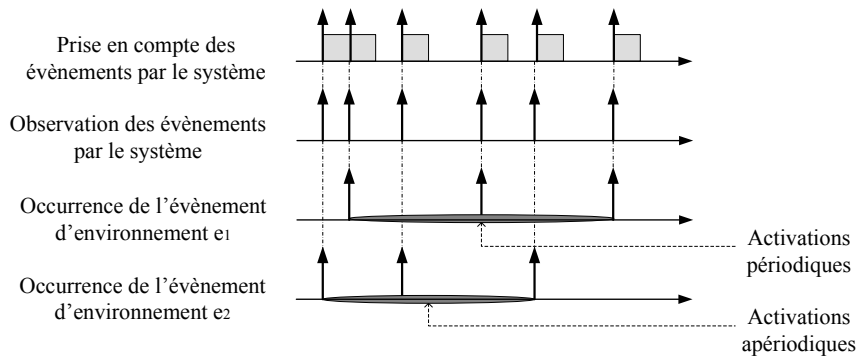 Prise en compte des
évènements par le système
Observation des évènements
par le système
Occurrence de l'évènement
d'environnement e1
Activations
périodiques
Occurrence de l'évènement
d'environnement e2
Activations
apériodiques